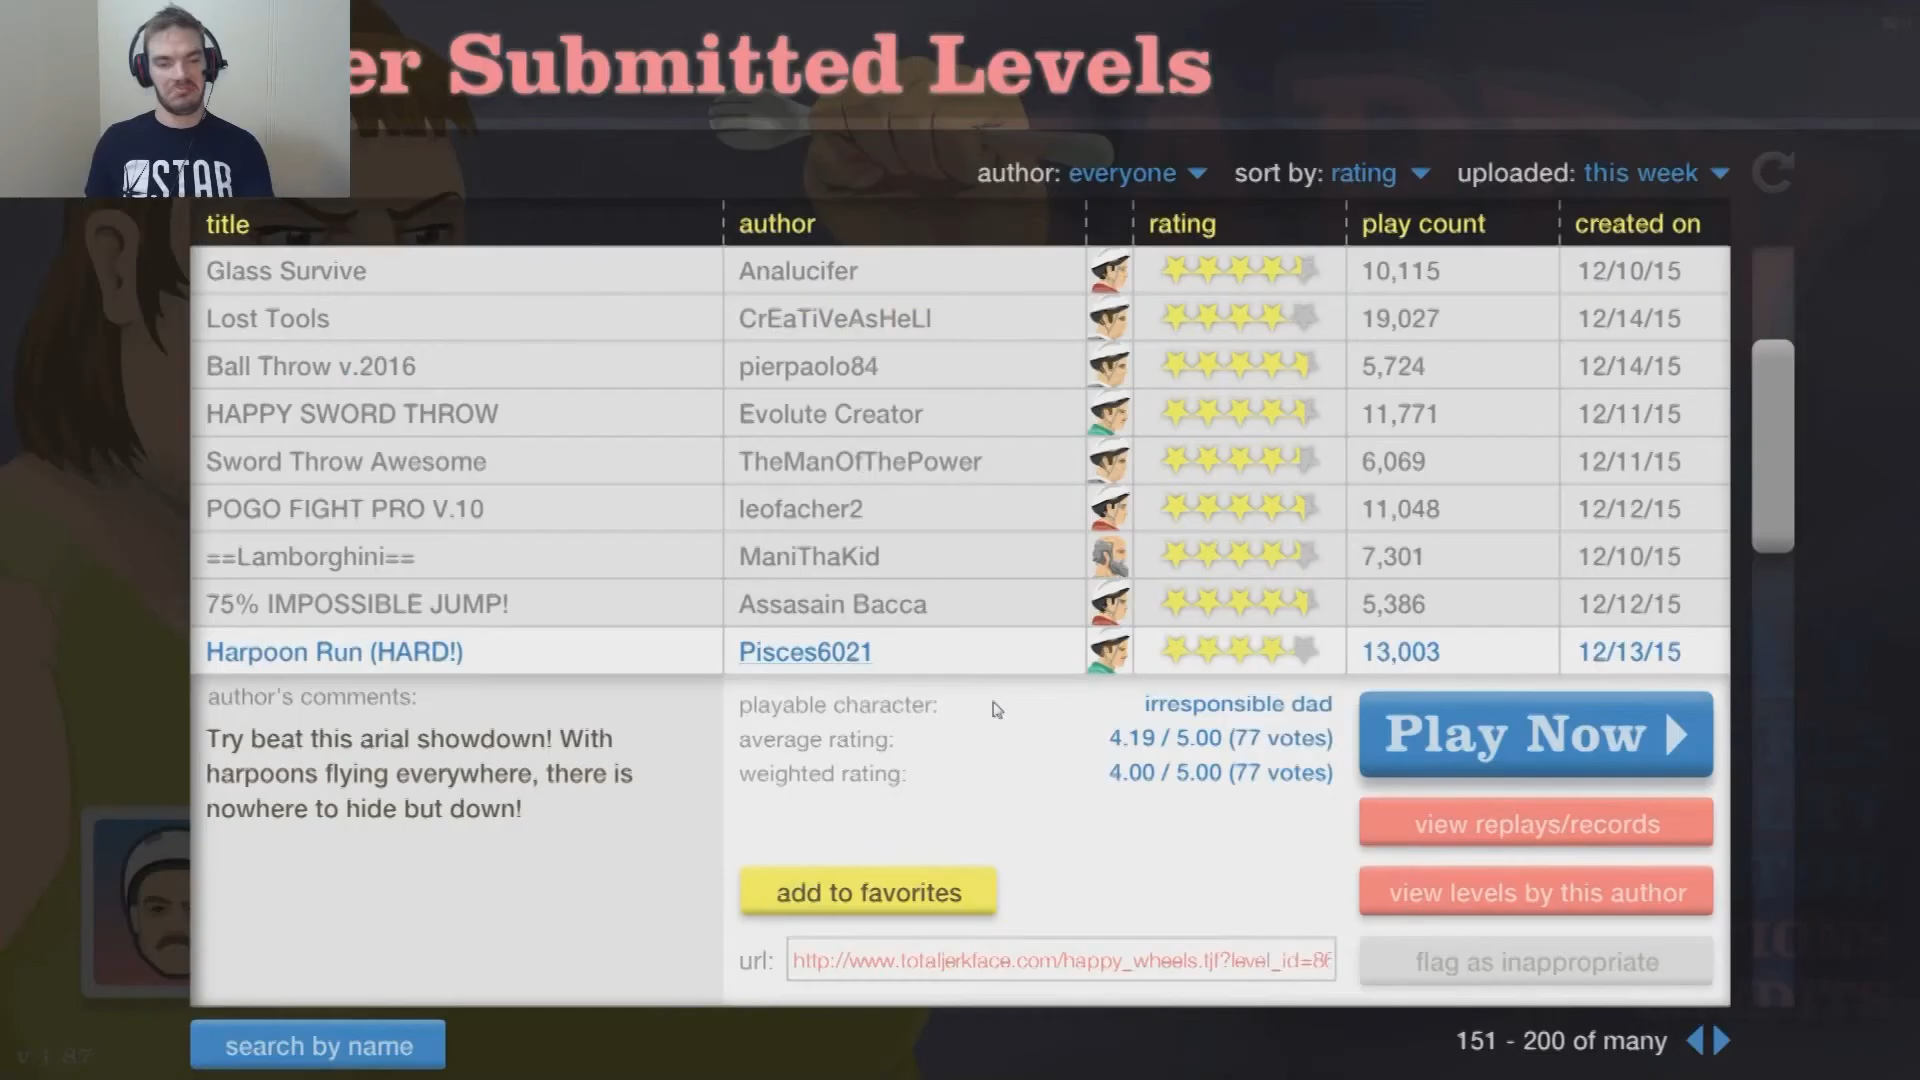 er Submitted Levels
STAR
author: everyone sort by: rating uploaded: this week
title author rating play count created on
Glass Survive Analucifer 10,115 12/10/15
Lost Tools CrEaTiVeAsHeLl 19,027 12/14/15
Ball Throw v.2016 pierpaolo84 5,724 12/14/15
HAPPY SWORD THROW Evolute Creator 11,771 12/11/15
Sword Throw Awesome TheManOfThePower 6,069 12/11/15
POGO FIGHT PRO V.10 leofacher2 11,048 12/12/15
==Lamborghini== ManiThaKid 7,301 12/10/15
75% IMPOSSIBLE JUMP! Assasain Bacca 5,386 12/12/15
Harpoon Run (HARD!) Pisces6021 13,003 12/13/15
author's comments:
Try beat this arial showdown! With
harpoons flying everywhere, there is
nowhere to hide but down!
playable character: irresponsible dad
average rating: 4.19 / 5.00 (77 votes)
weighted rating: 4.00 / 5.00 (77 votes)
add to favorites
url: http://www.totaljerkface.com/happy_wheels.tjf?level_id=86
Play Now
view replays/records
view levels by this author
flag as inappropriate
search by name
151 - 200 of many
v 1.87